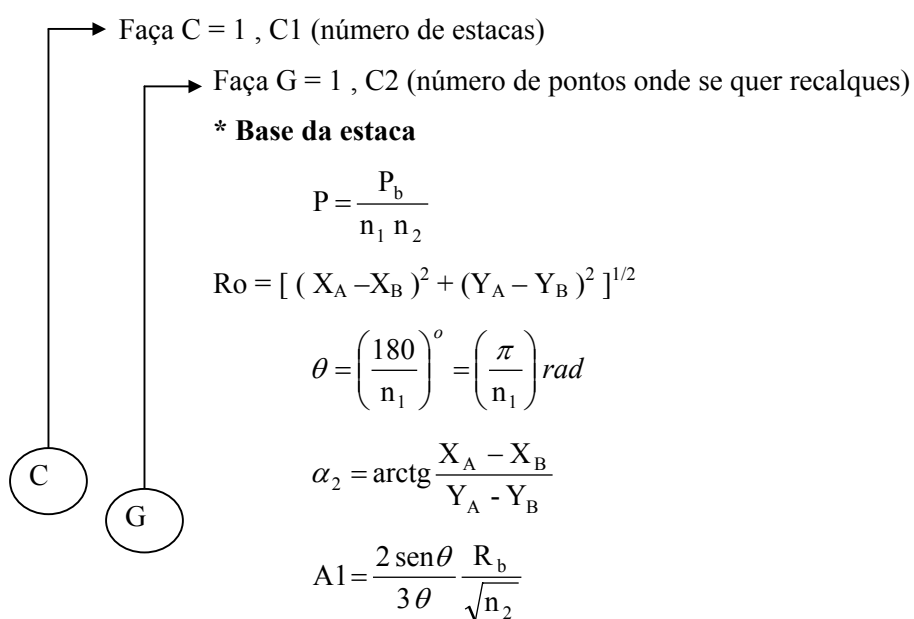 Faça C = 1 , C1 (número de estacas)
Faça G = 1 , C2 (número de pontos onde se quer recalques)
* Base da estaca
P = P_b / (n_1 n_2)
Ro = [ ( X_A – X_B )^2 + (Y_A – Y_B )^2 ]^1/2
θ = (180 / n_1)^o = (π / n_1) rad
α_2 = arctg (X_A – X_B) / (Y_A - Y_B)
C
G
A1 = (2 senθ / 3 θ) (R_b / √n_2)